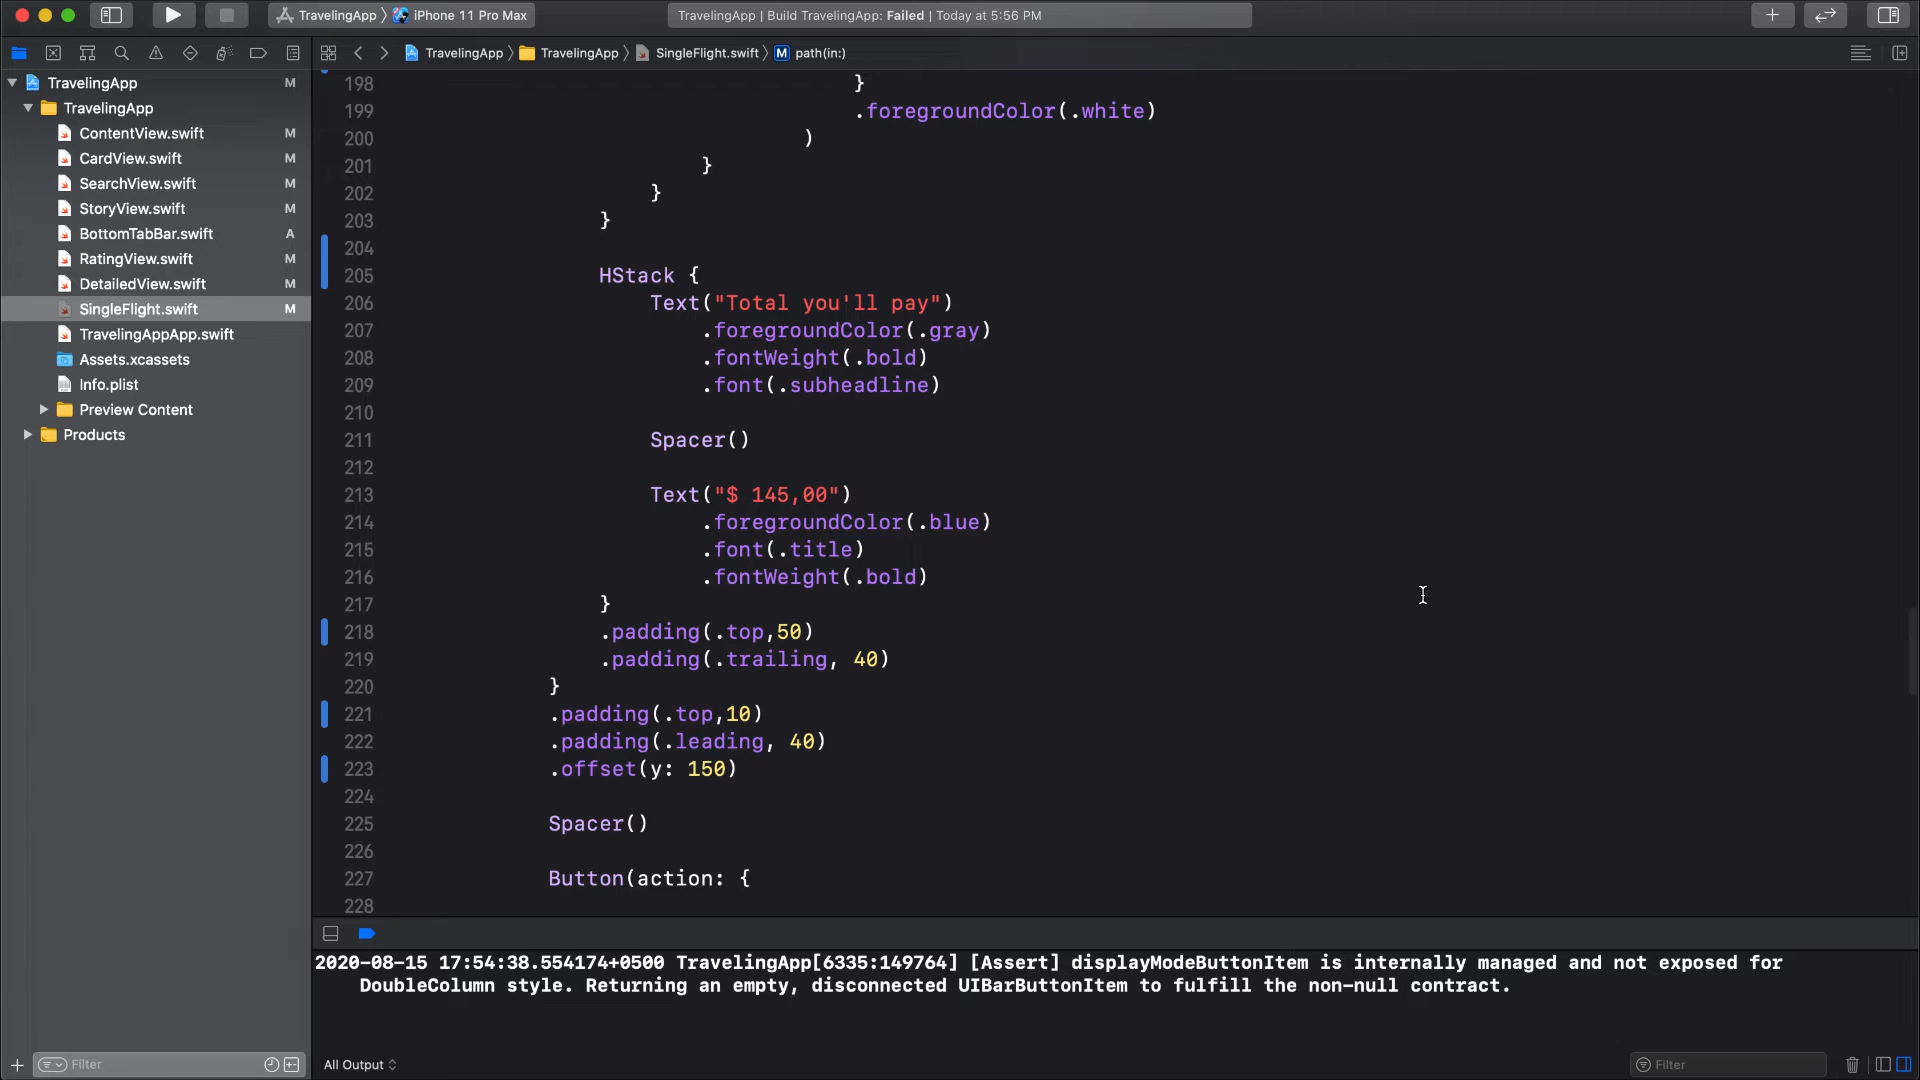 TravelingApp 〉 iPhone 11 Pro Max
TravelingApp | Build TravelingApp: Failed | Today at 5:56 PM
TravelingApp 〉 TravelingApp 〉 SingleFlight.swift 〉 M path(in:)
TravelingApp M
TravelingApp
ContentView.swift M
CardView.swift M
SearchView.swift M
StoryView.swift M
BottomTabBar.swift A
RatingView.swift M
DetailedView.swift M
SingleFlight.swift M
TravelingAppApp.swift
Assets.xcassets
Info.plist
Preview Content
Products
198 }
199 .foregroundColor(.white)
200 )
201 }
202 }
203 }
204
205 HStack {
206 Text("Total you'll pay")
207 .foregroundColor(.gray)
208 .fontWeight(.bold)
209 .font(.subheadline)
210
211 Spacer()
212
213 Text("$ 145,00")
214 .foregroundColor(.blue)
215 .font(.title)
216 .fontWeight(.bold)
217 }
218 .padding(.top,50)
219 .padding(.trailing, 40)
220 }
221 .padding(.top,10)
222 .padding(.leading, 40)
223 .offset(y: 150)
224
225 Spacer()
226
227 Button(action: {
228
2020-08-15 17:54:38.554174+0500 TravelingApp[6335:149764] [Assert] displayModeButtonItem is internally managed and not exposed for
DoubleColumn style. Returning an empty, disconnected UIBarButtonItem to fulfill the non-null contract.
Filter
All Output
Filter